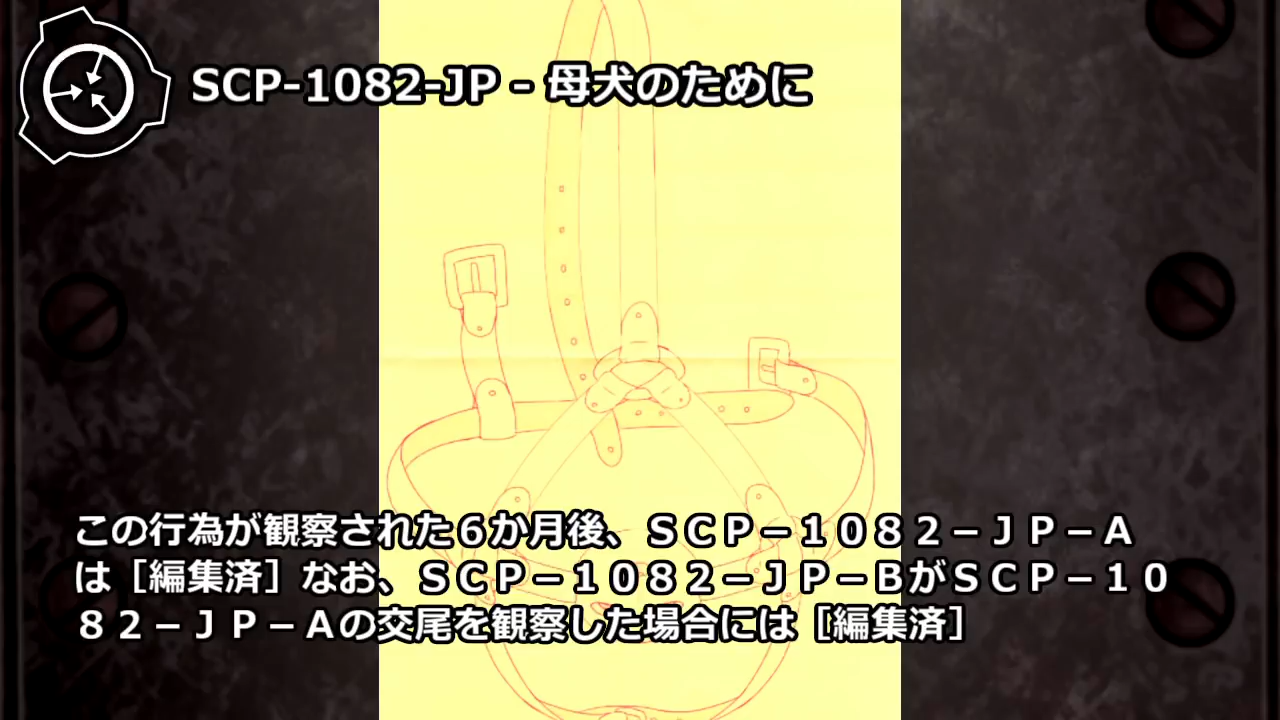 SCP-1082-JP - 母犬のために
この行為が観察された６か月後、ＳＣＰ－１０８２－ＪＰ－Ａ
は［編集済］なお、ＳＣＰ－１０８２－ＪＰ－ＢがＳＣＰ－１０
８２－ＪＰ－Ａの交尾を観察した場合には［編集済］